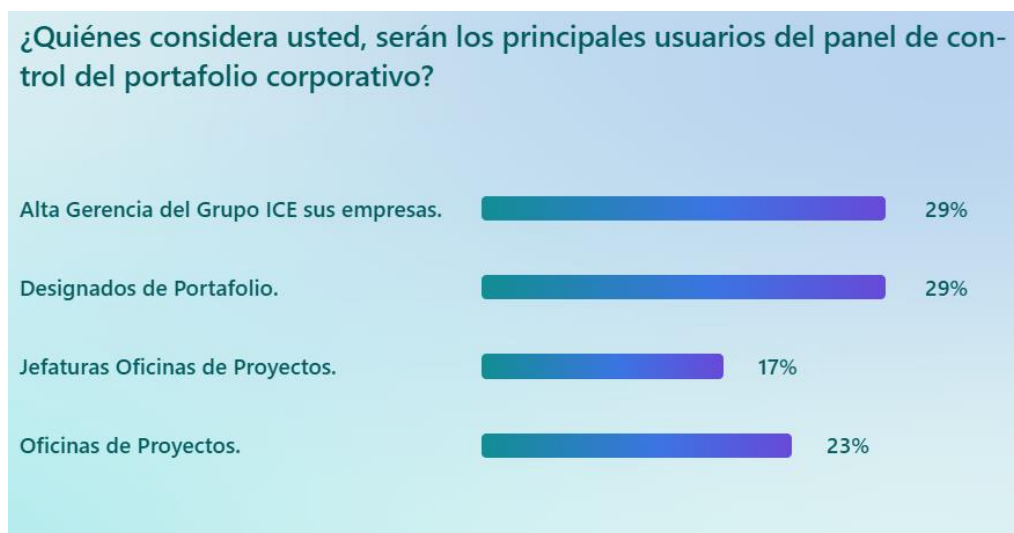 ¿Quiénes considera usted, serán los principales usuarios del panel de con-
trol del portafolio corporativo?
Alta Gerencia del Grupo ICE sus empresas. 29%
Designados de Portafolio. 29%
Jefaturas Oficinas de Proyectos. 17%
Oficinas de Proyectos. 23%